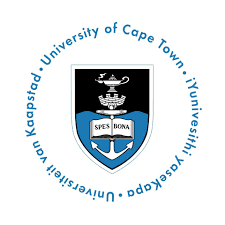 University of Cape Town • iYunivesithi yaseKapa • Universiteit van Kaapstad •
SPES BONA